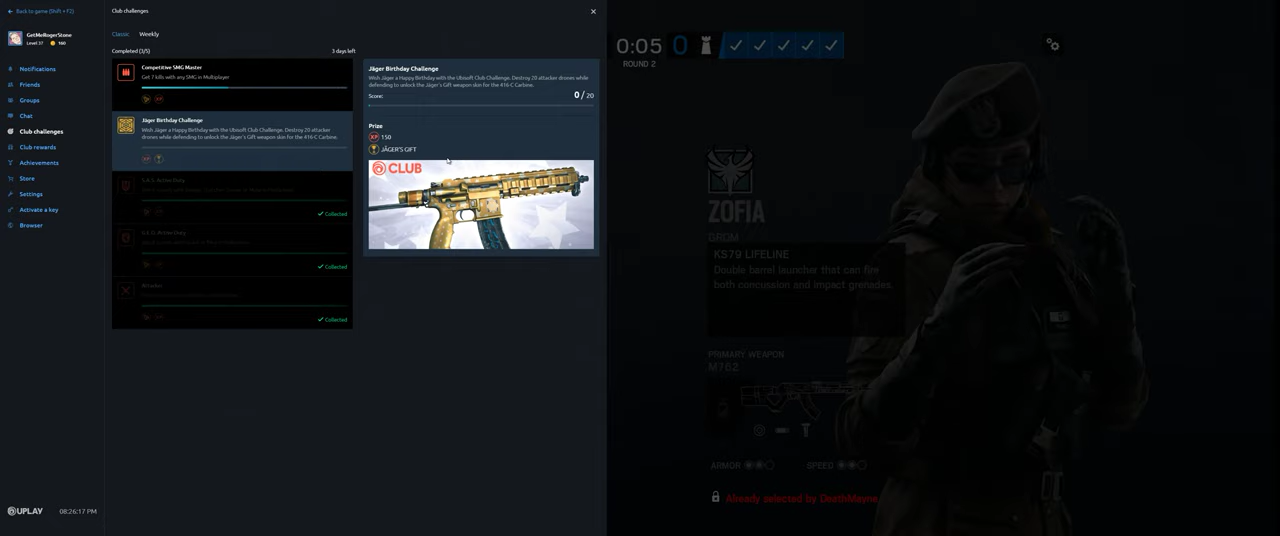 Back to game (Shift + F2)
GetMeRogerStone
Level 37 160
Notifications
Friends
Groups
Chat
Club challenges
Club rewards
Achievements
Store
Settings
Activate a key
Browser
UPLAY 08:26:17 PM
Club challenges
Classic Weekly
Completed (3/5) 3 days left
Competitive SMG Master
Get 7 kills with any SMG in Multiplayer
Jäger Birthday Challenge
Wish Jäger a Happy Birthday with the Ubisoft Club Challenge. Destroy 20 attacker
drones while defending to unlock the Jäger's Gift weapon skin for the 416-C Carbine.
Collected
Collected
Collected
Jäger Birthday Challenge
Wish Jäger a Happy Birthday with the Ubisoft Club Challenge. Destroy 20 attacker
drones while defending to unlock the Jäger's Gift weapon skin for the 416-C Carbine.
Score: 0 / 20
Prize
XP 150
JÄGER'S GIFT
CLUB
0:05 0
ROUND 2
ZOFIA
GROM
KS79 LIFELINE
Double barrel launcher that can fire
both concussion and impact grenades.
PRIMARY WEAPON
M762
ARMOR SPEED
Already selected by DeathMayne